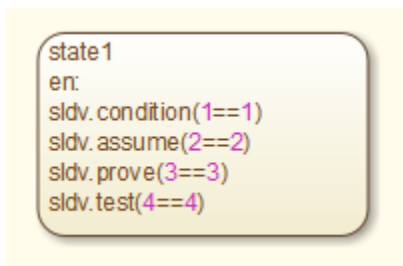 state1
en:
sldv.condition(1==1)
sldv.assume(2==2)
sldv.prove(3==3)
sldv.test(4==4)